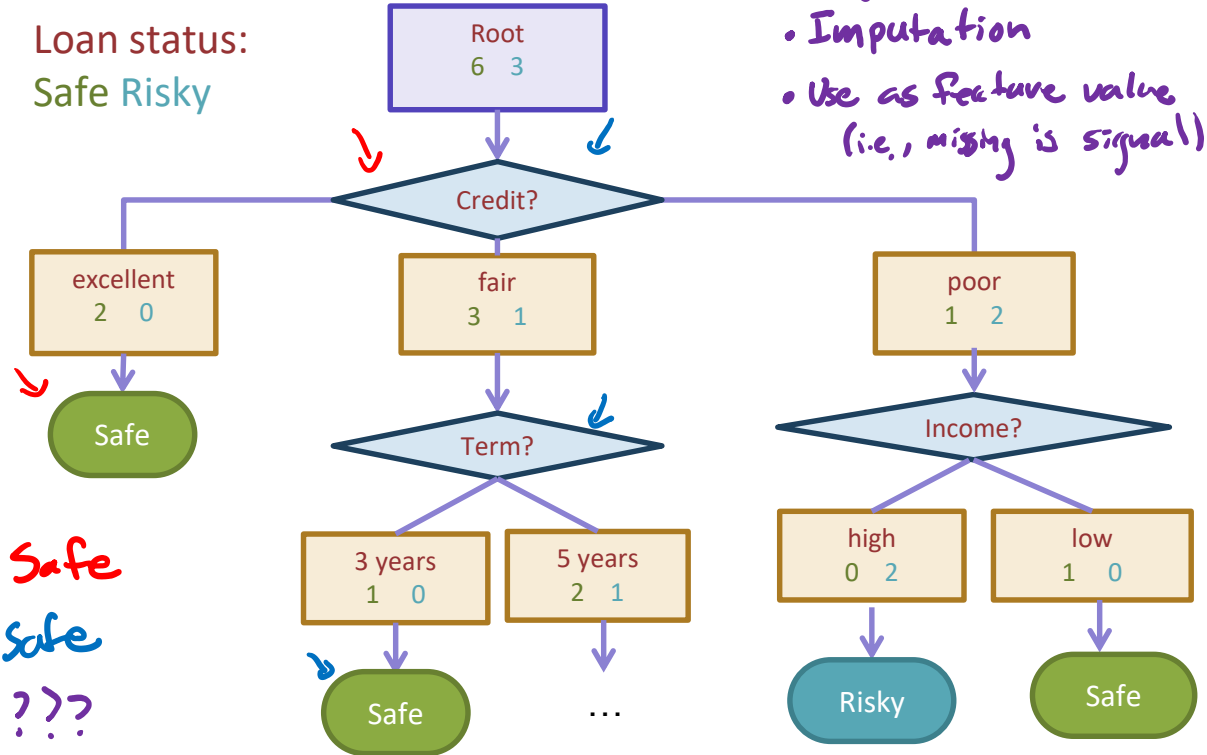 Loan status:
Safe Risky
Root
6 3
• Imputation
• Use as feature value
(i.e., missing is signal)
Credit?
excellent
2 0
fair
3 1
poor
1 2
Safe
Term?
Income?
3 years
1 0
5 years
2 1
high
0 2
low
1 0
Safe
...
Risky
Safe
Safe
Safe
???